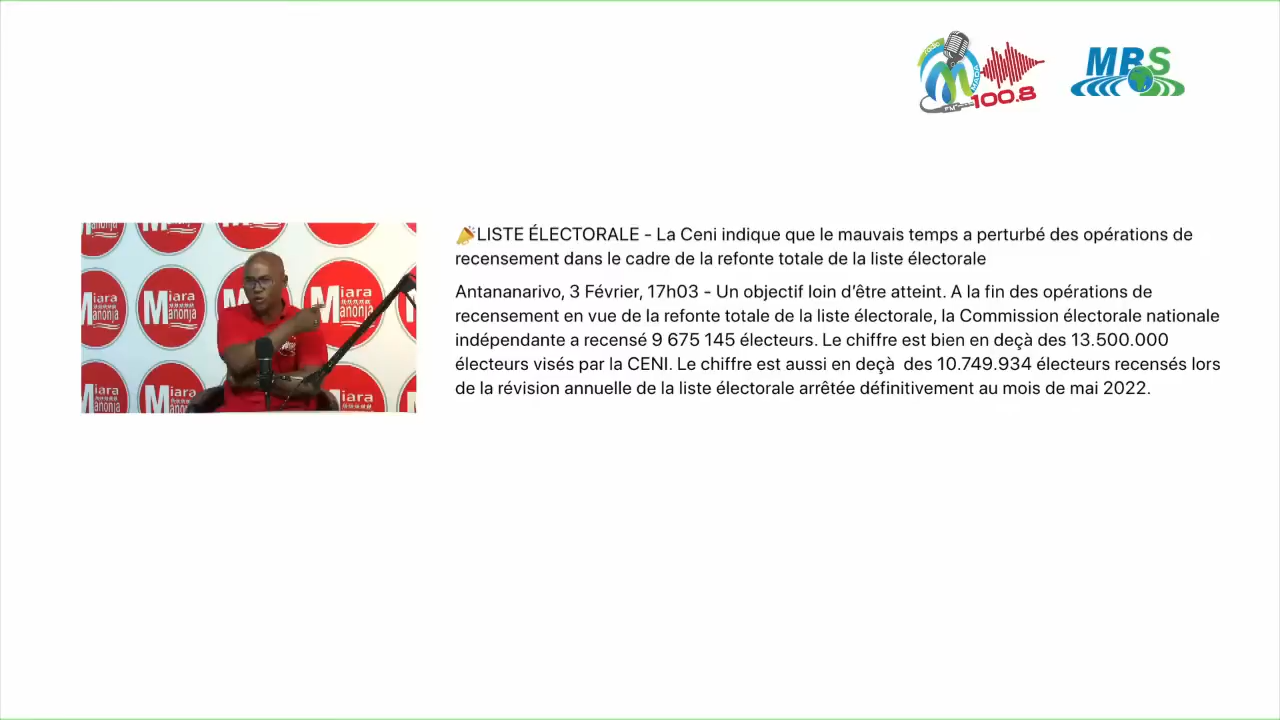 Radio
MADA
100.8
MBS
📣LISTE ÉLECTORALE - La Ceni indique que le mauvais temps a perturbé des opérations de
recensement dans le cadre de la refonte totale de la liste électorale
Antananarivo, 3 Février, 17h03 - Un objectif loin d’être atteint. A la fin des opérations de
recensement en vue de la refonte totale de la liste électorale, la Commission électorale nationale
indépendante a recensé 9 675 145 électeurs. Le chiffre est bien en deçà des 13.500.000
électeurs visés par la CENI. Le chiffre est aussi en deçà  des 10.749.934 électeurs recensés lors
de la révision annuelle de la liste électorale arrêtée définitivement au mois de mai 2022.
Miara
Manonja